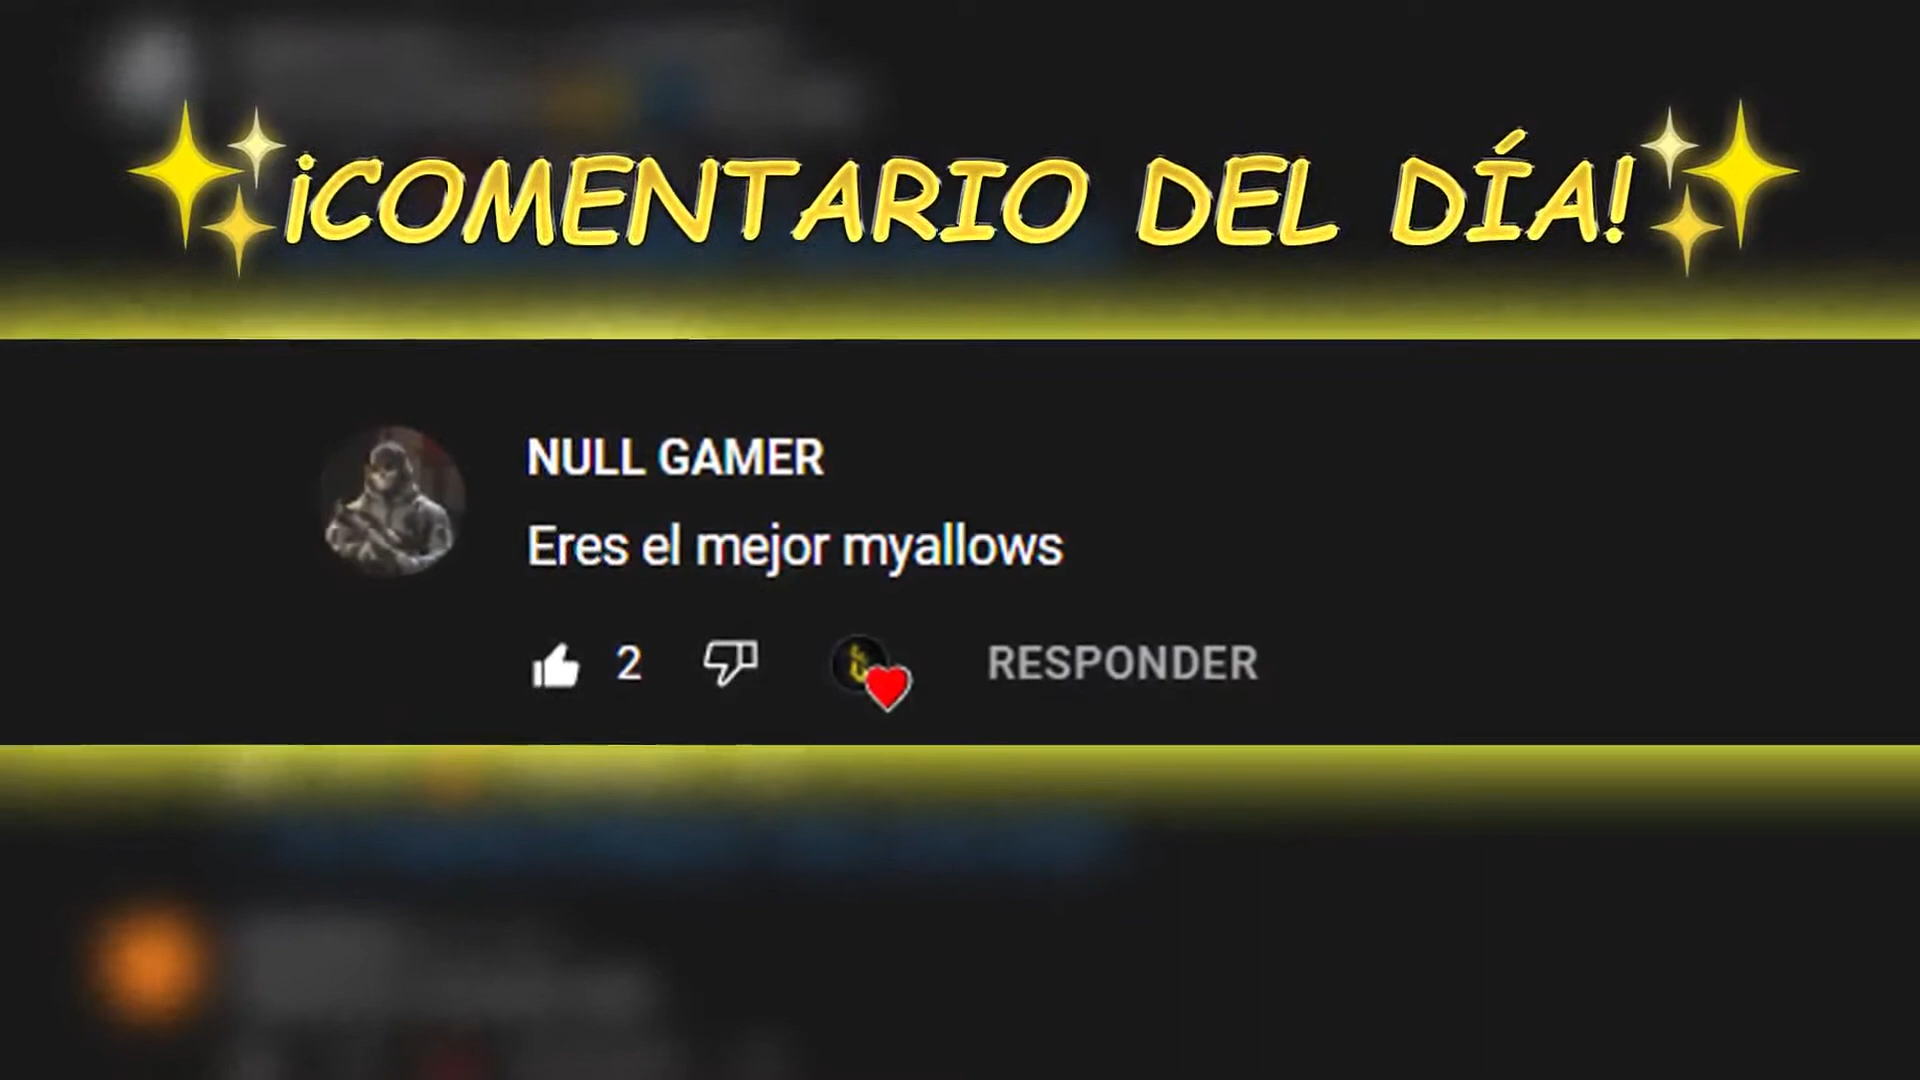 ¡COMENTARIO DEL DÍA!
NULL GAMER
Eres el mejor myallows
2
RESPONDER